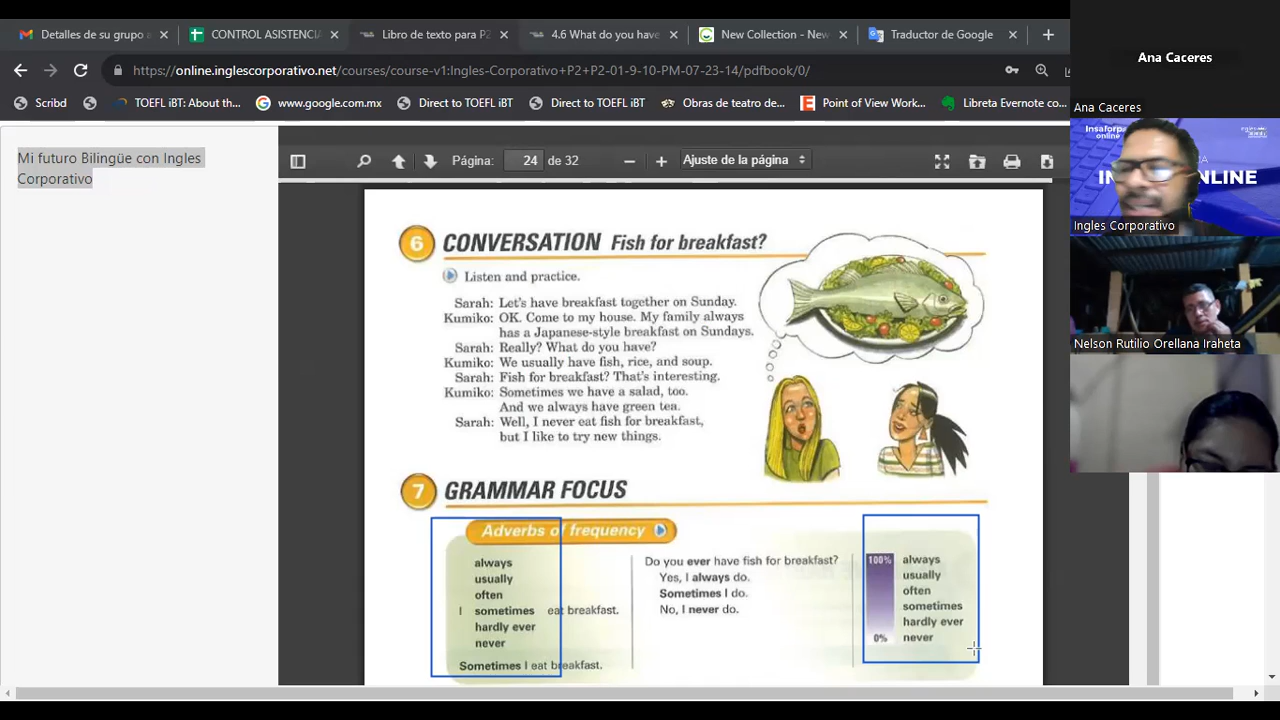 Detalles de su grupo a
CONTROL ASISTENCIA
Libro de texto para P2
4.6 What do you have
New Collection - New
Traductor de Google
https://online.inglescorporativo.net/courses/course-v1:Ingles-Corporativo+P2+P2-01-9-10-PM-07-23-14/pdfbook/0/
Scribd
TOEFL iBT: About th...
www.google.com.mx
Direct to TOEFL iBT
Direct to TOEFL iBT
Obras de teatro de...
Point of View Work...
Libreta Evernote co...
Mi futuro Bilingüe con Ingles
Corporativo
Página: 24 de 32
Ajuste de la página
6 CONVERSATION Fish for breakfast?
Listen and practice.
Sarah: Let's have breakfast together on Sunday.
Kumiko: OK. Come to my house. My family always
has a Japanese-style breakfast on Sundays.
Sarah: Really? What do you have?
Kumiko: We usually have fish, rice, and soup.
Sarah: Fish for breakfast? That's interesting.
Kumiko: Sometimes we have a salad, too.
And we always have green tea.
Sarah: Well, I never eat fish for breakfast,
but I like to try new things.
7 GRAMMAR FOCUS
Adverbs of frequency
always
usually
often
I sometimes eat breakfast.
hardly ever
never
Sometimes I eat breakfast.
Do you ever have fish for breakfast?
Yes, I always do.
Sometimes I do.
No, I never do.
100% always
usually
often
sometimes
hardly ever
0% never
Ana Caceres
Ana Caceres
Insaforp
ONLINE
Ingles Corporativo
Nelson Rutilio Orellana Iraheta